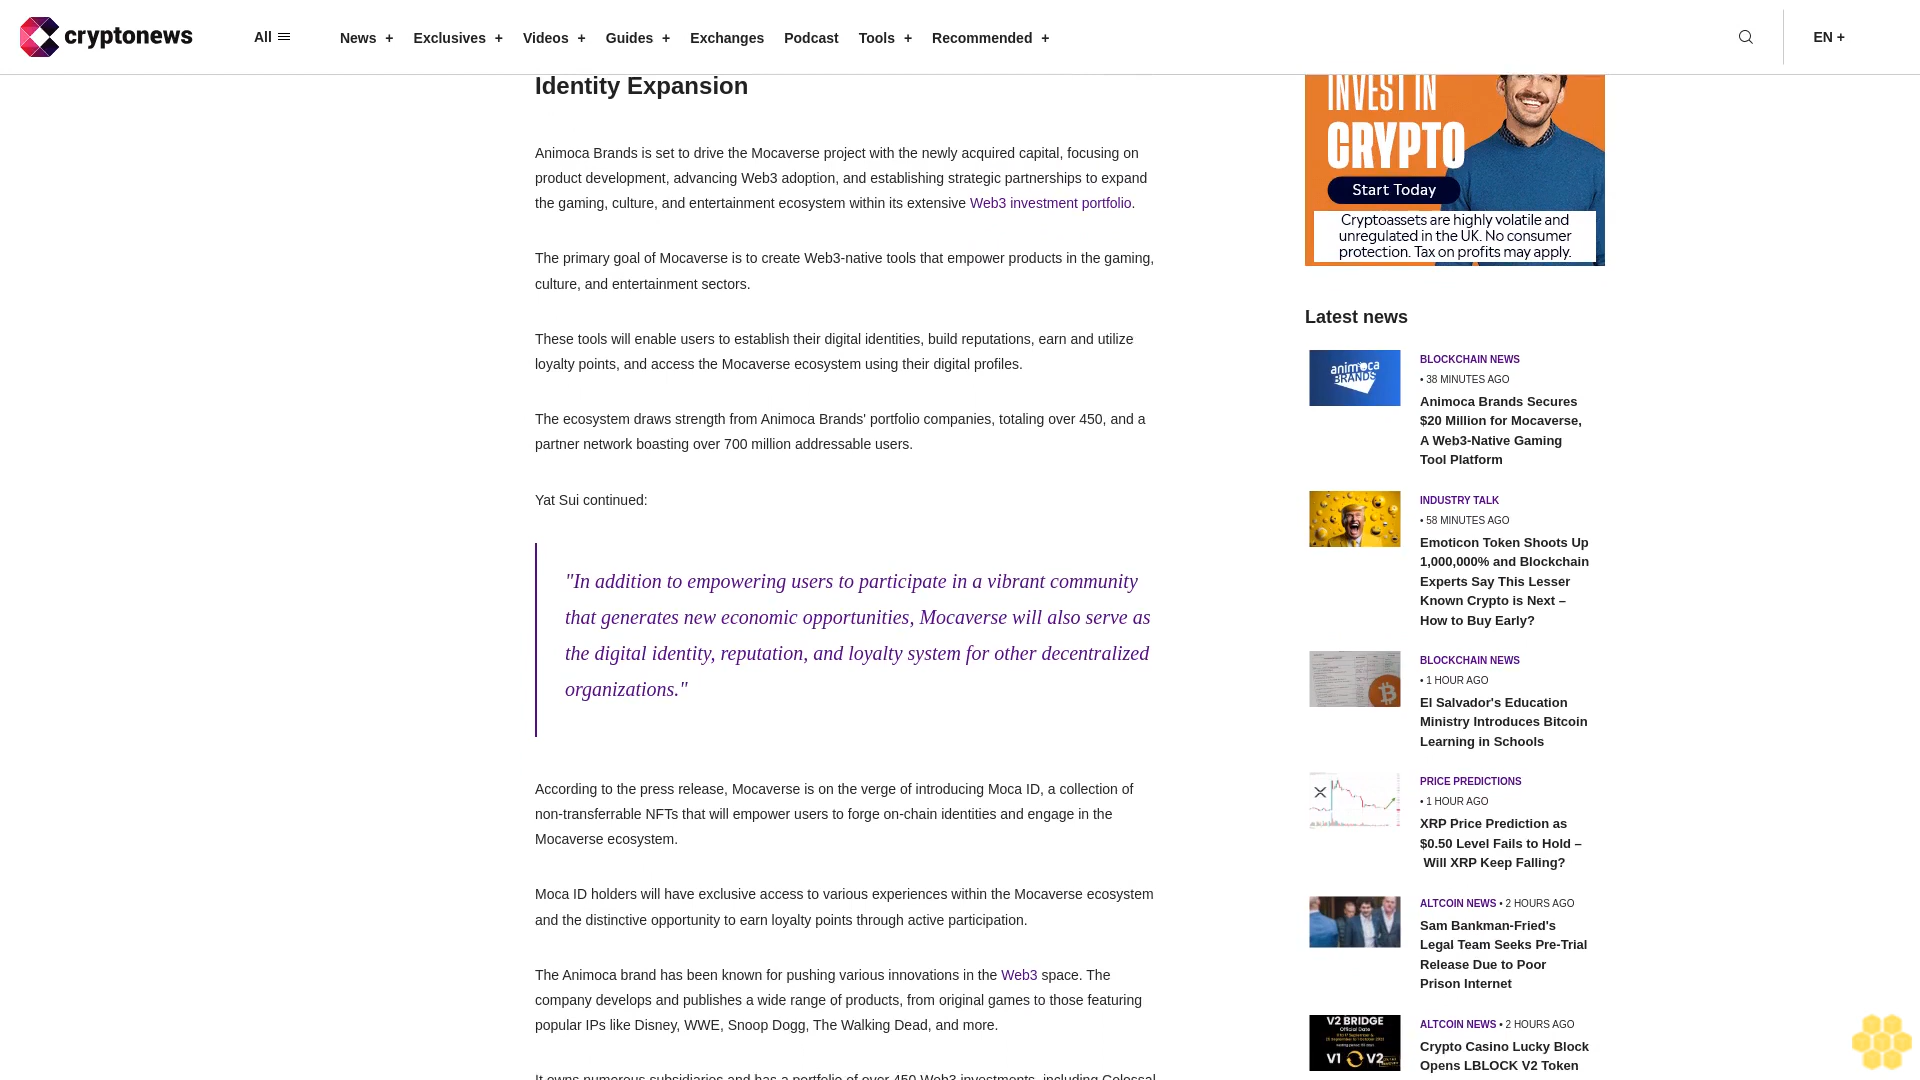 cryptonews
All
News +
Exclusives +
Videos +
Guides +
Exchanges
Podcast
Tools +
Recommended +
EN +
Identity Expansion
Animoca Brands is set to drive the Mocaverse project with the newly acquired capital, focusing on
product development, advancing Web3 adoption, and establishing strategic partnerships to expand
the gaming, culture, and entertainment ecosystem within its extensive Web3 investment portfolio.
The primary goal of Mocaverse is to create Web3-native tools that empower products in the gaming,
culture, and entertainment sectors.
These tools will enable users to establish their digital identities, build reputations, earn and utilize
loyalty points, and access the Mocaverse ecosystem using their digital profiles.
The ecosystem draws strength from Animoca Brands' portfolio companies, totaling over 450, and a
partner network boasting over 700 million addressable users.
Yat Sui continued:
"In addition to empowering users to participate in a vibrant community
that generates new economic opportunities, Mocaverse will also serve as
the digital identity, reputation, and loyalty system for other decentralized
organizations."
According to the press release, Mocaverse is on the verge of introducing Moca ID, a collection of
non-transferrable NFTs that will empower users to forge on-chain identities and engage in the
Mocaverse ecosystem.
Moca ID holders will have exclusive access to various experiences within the Mocaverse ecosystem
and the distinctive opportunity to earn loyalty points through active participation.
The Animoca brand has been known for pushing various innovations in the Web3 space. The
company develops and publishes a wide range of products, from original games to those featuring
popular IPs like Disney, WWE, Snoop Dogg, The Walking Dead, and more.
It owns numerous subsidiaries and has a portfolio of over 450 Web3 investments, including Colossal
INVEST IN
CRYPTO
Start Today
Cryptoassets are highly volatile and
unregulated in the UK. No consumer
protection. Tax on profits may apply.
Latest news
animoca
BRANDS
BLOCKCHAIN NEWS
• 38 MINUTES AGO
Animoca Brands Secures
$20 Million for Mocaverse,
A Web3-Native Gaming
Tool Platform
INDUSTRY TALK
• 58 MINUTES AGO
Emoticon Token Shoots Up
1,000,000% and Blockchain
Experts Say This Lesser
Known Crypto is Next –
How to Buy Early?
BLOCKCHAIN NEWS
• 1 HOUR AGO
El Salvador's Education
Ministry Introduces Bitcoin
Learning in Schools
PRICE PREDICTIONS
• 1 HOUR AGO
XRP Price Prediction as
$0.50 Level Fails to Hold –
Will XRP Keep Falling?
ALTCOIN NEWS • 2 HOURS AGO
Sam Bankman-Fried's
Legal Team Seeks Pre-Trial
Release Due to Poor
Prison Internet
V2 BRIDGE
Official Date
V1 V2
ALTCOIN NEWS • 2 HOURS AGO
Crypto Casino Lucky Block
Opens LBLOCK V2 Token